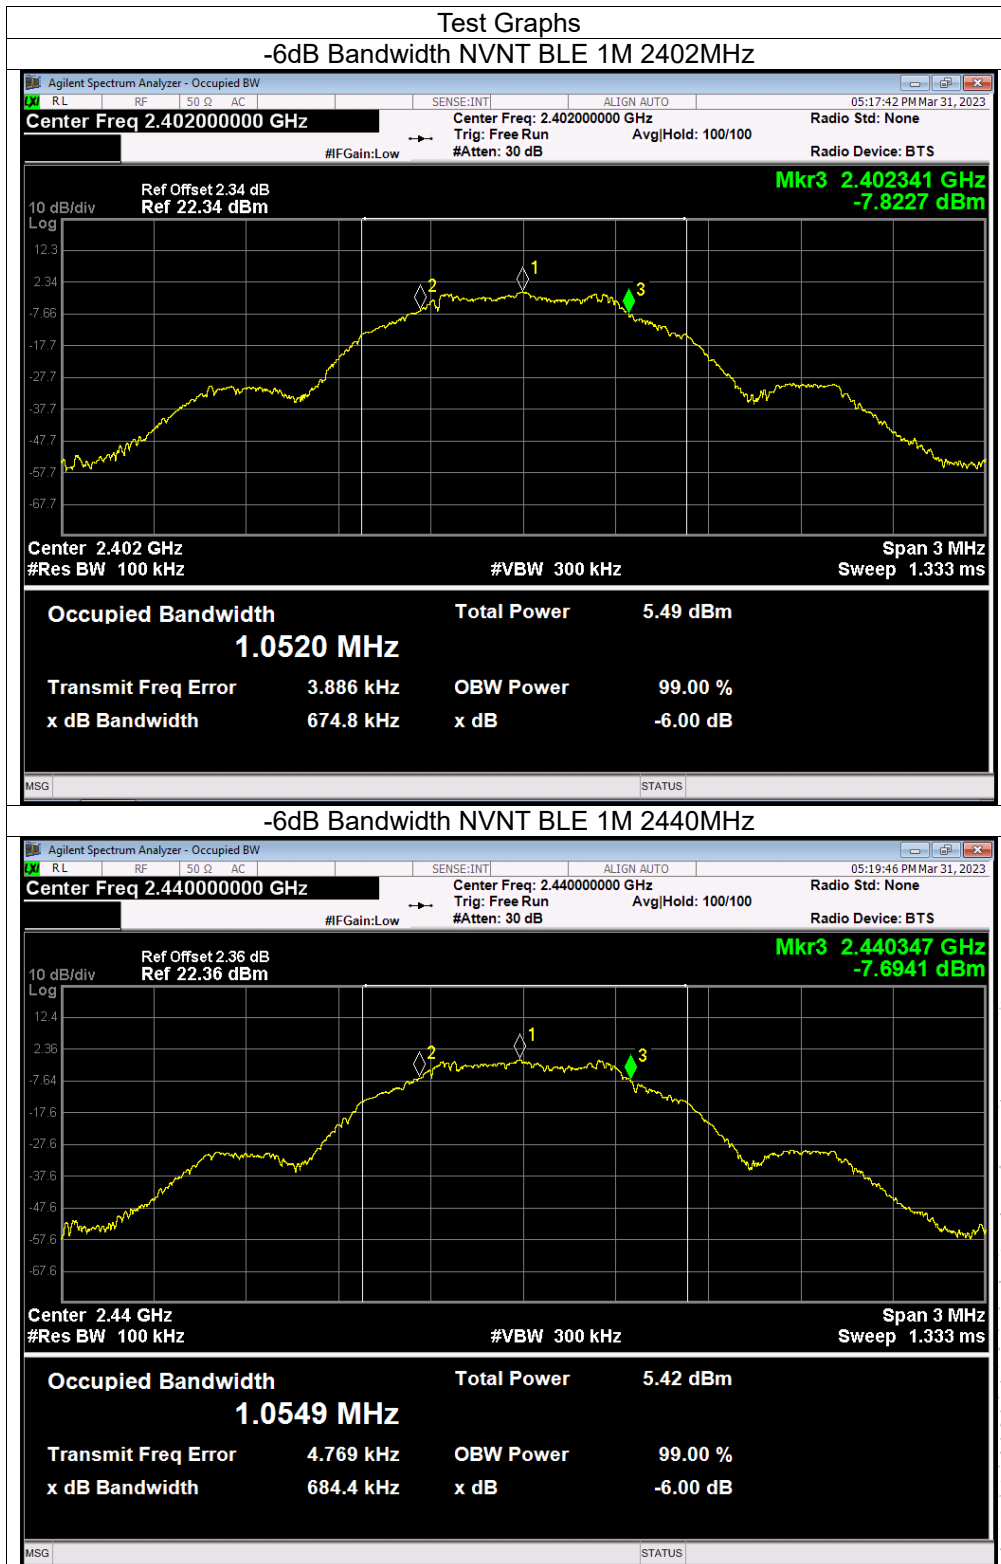 Test Graphs
-6dB Bandwidth NVNT BLE 1M 2402MHz
Agilent Spectrum Analyzer - Occupied BW
LXI RL RF 50 Ω AC SENSE:INT ALIGN AUTO 05:17:42 PM Mar 31, 2023
Center Freq 2.402000000 GHz Center Freq: 2.402000000 GHz Radio Std: None
Trig: Free Run Avg|Hold: 100/100
#IFGain:Low #Atten: 30 dB Radio Device: BTS
Mkr3 2.402341 GHz
-7.8227 dBm
Ref Offset 2.34 dB
10 dB/div Ref 22.34 dBm
Log
12.3
2.34
-7.66
-17.7
-27.7
-37.7
-47.7
-57.7
-67.7
1
2
3
Center 2.402 GHz Span 3 MHz
#Res BW 100 kHz #VBW 300 kHz Sweep 1.333 ms
Occupied Bandwidth Total Power 5.49 dBm
1.0520 MHz
Transmit Freq Error 3.886 kHz OBW Power 99.00 %
x dB Bandwidth 674.8 kHz x dB -6.00 dB
MSG STATUS
-6dB Bandwidth NVNT BLE 1M 2440MHz
Agilent Spectrum Analyzer - Occupied BW
LXI RL RF 50 Ω AC SENSE:INT ALIGN AUTO 05:19:46 PM Mar 31, 2023
Center Freq 2.440000000 GHz Center Freq: 2.440000000 GHz Radio Std: None
Trig: Free Run Avg|Hold: 100/100
#IFGain:Low #Atten: 30 dB Radio Device: BTS
Mkr3 2.440347 GHz
-7.6941 dBm
Ref Offset 2.36 dB
10 dB/div Ref 22.36 dBm
Log
12.4
2.36
-7.64
-17.6
-27.6
-37.6
-47.6
-57.6
-67.6
1
2
3
Center 2.44 GHz Span 3 MHz
#Res BW 100 kHz #VBW 300 kHz Sweep 1.333 ms
Occupied Bandwidth Total Power 5.42 dBm
1.0549 MHz
Transmit Freq Error 4.769 kHz OBW Power 99.00 %
x dB Bandwidth 684.4 kHz x dB -6.00 dB
MSG STATUS